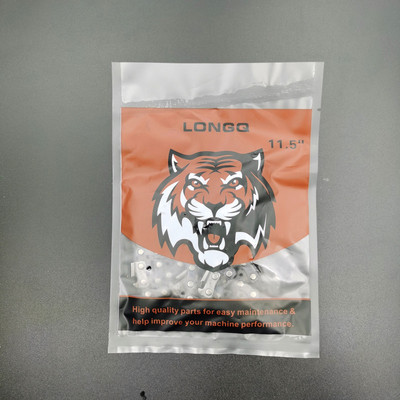 LONGQ
11.5"
High quality parts for easy maintenance &
help improve your machine performance.